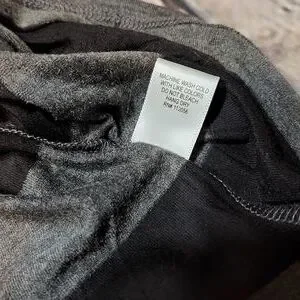 MACHINE WASH COLD
WITH LIKE COLORS
DO NOT BLEACH
HANG DRY
RN# 113956